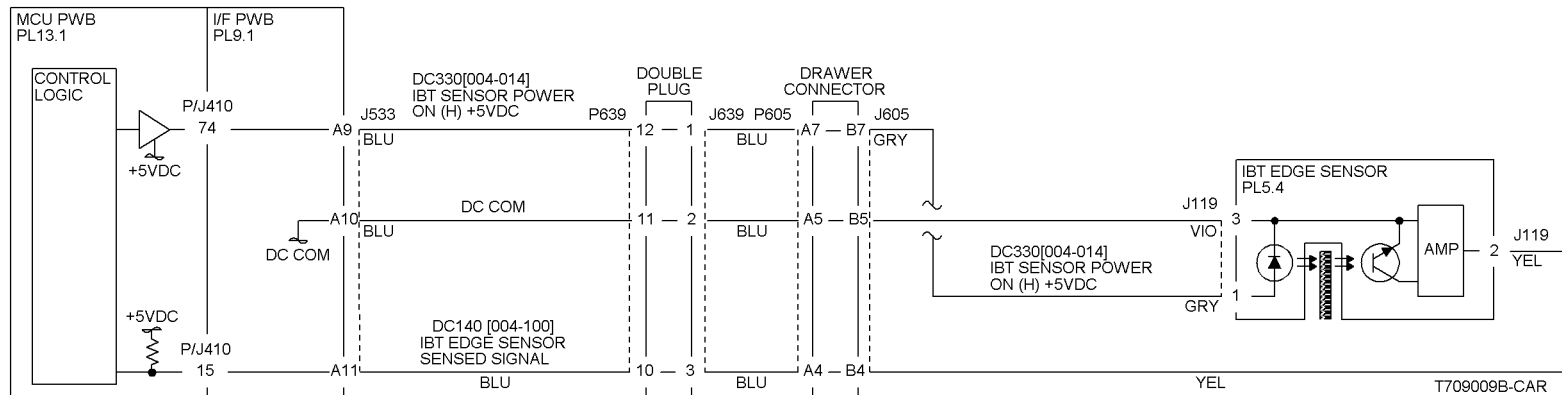 MCU PWB
PL13.1
I/F PWB
PL9.1
CONTROL
LOGIC
P/J410
74
+5VDC
A9
J533
BLU
DC330[004-014]
IBT SENSOR POWER
ON (H) +5VDC
P639
DOUBLE
PLUG
12
1
J639
P605
BLU
DRAWER
CONNECTOR
A7
B7
J605
GRY
DC COM
A10
BLU
DC COM
11
2
BLU
A5
B5
J119
VIO
3
IBT EDGE SENSOR
PL5.4
AMP
2
J119
YEL
DC330[004-014]
IBT SENSOR POWER
ON (H) +5VDC
GRY
1
+5VDC
P/J410
15
A11
DC140 [004-100]
IBT EDGE SENSOR
SENSED SIGNAL
BLU
10
3
BLU
A4
B4
YEL
T709009B-CAR